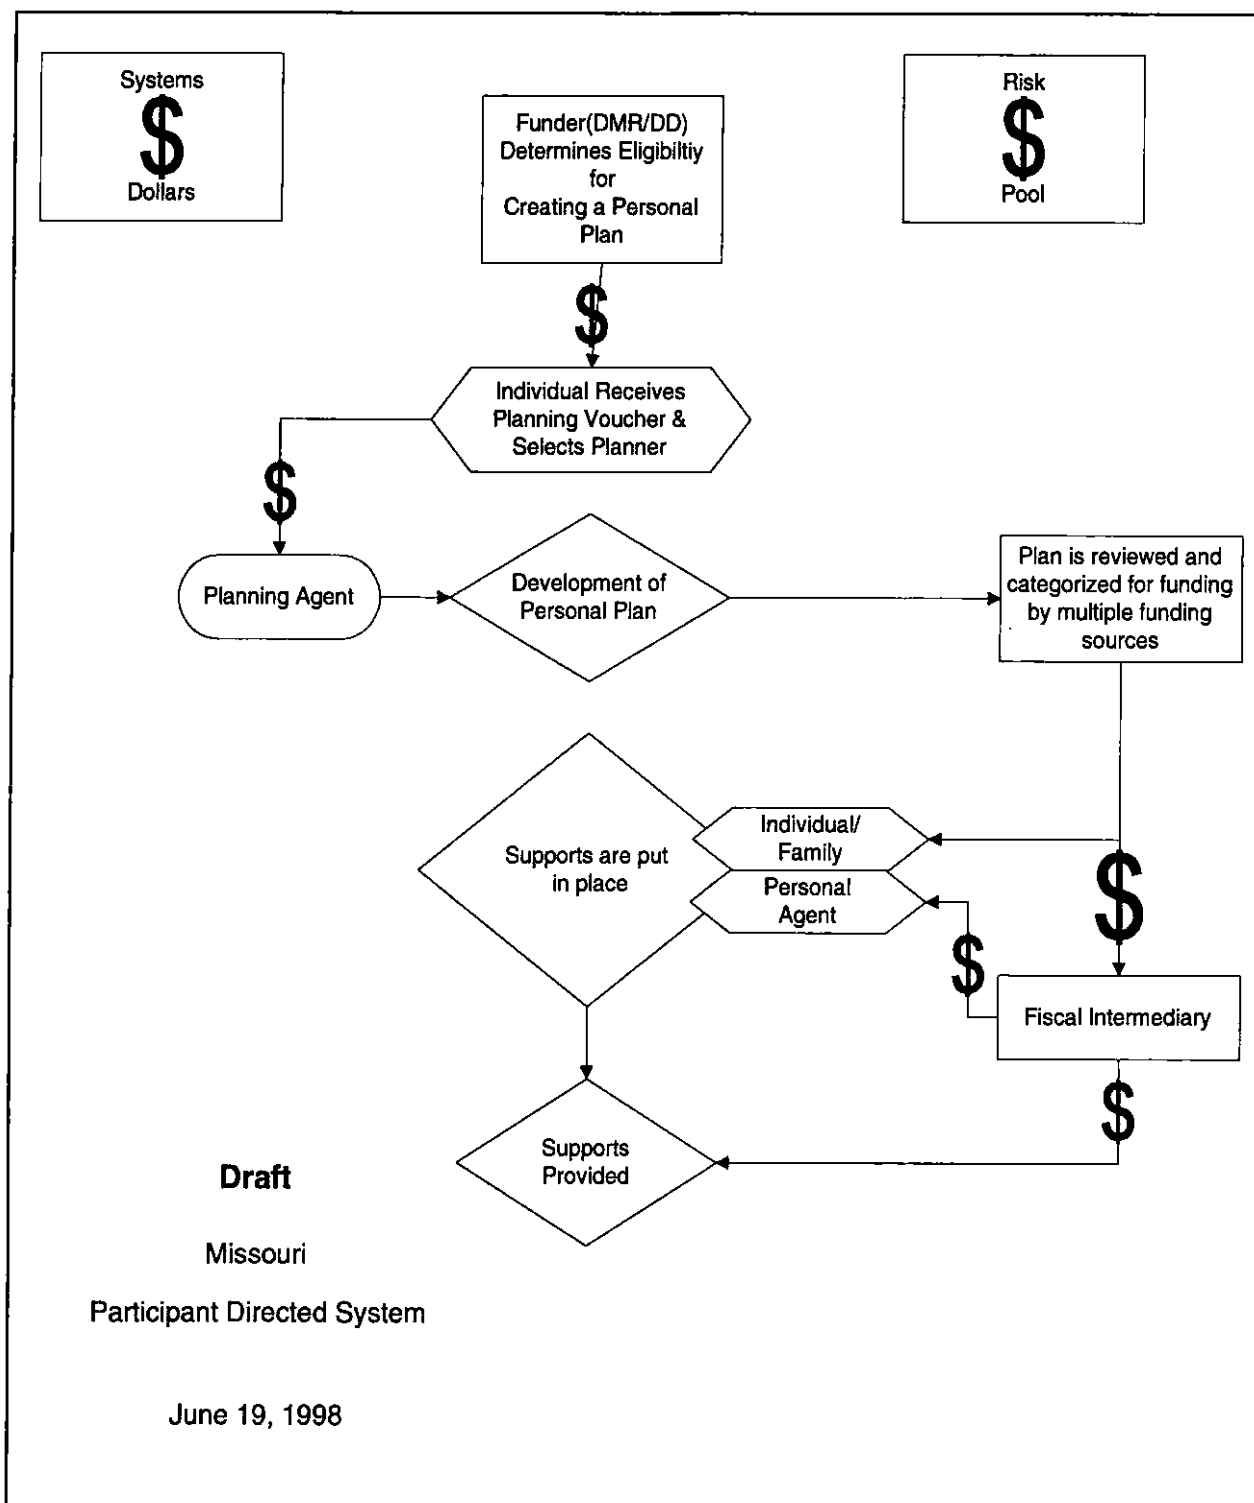 Systems
$
Dollars
Funder(DMR/DD)
Determines Eligibiltiy
for
Creating a Personal
Plan
Risk
$
Pool
$
Individual Receives
Planning Voucher &
Selects Planner
$
Planning Agent
Development of
Personal Plan
Plan is reviewed and
categorized for funding
by multiple funding
sources
Supports are put
in place
Individual/
Family
Personal
Agent
$
$
Fiscal Intermediary
$
Supports
Provided
Draft
Missouri
Participant Directed System
June 19, 1998